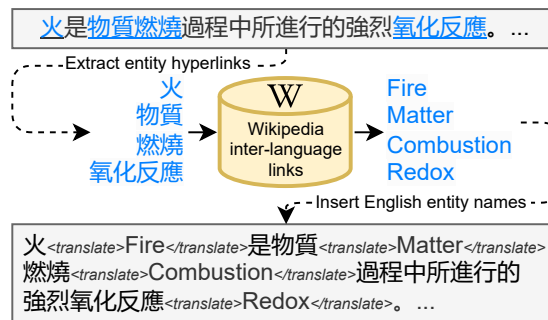 火是物質燃燒過程中所進行的強烈氧化反應。...
Extract entity hyperlinks
火
物質
燃燒
氧化反應
W
Wikipedia
inter-language
links
Fire
Matter
Combustion
Redox
Insert English entity names
火<translate>Fire</translate>是物質<translate>Matter</translate>
燃燒<translate>Combustion</translate>過程中所進行的
強烈氧化反應<translate>Redox</translate>。...